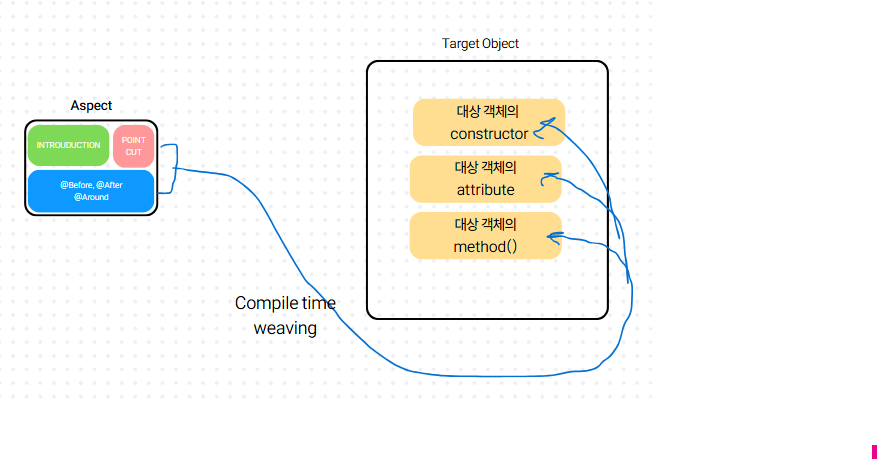 Target Object
Aspect
INTROUDUCTION
POINT
CUT
@Before, @After
@Around
대상 객체의
constructor
대상 객체의
attribute
대상 객체의
method()
Compile time
weaving